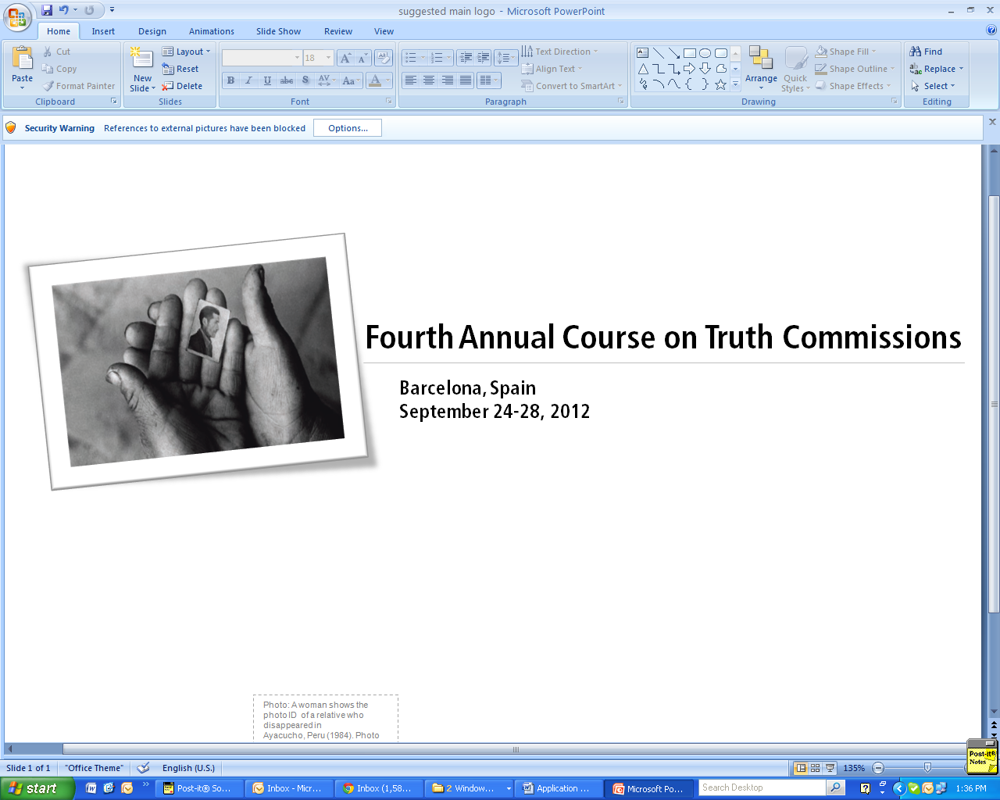 suggested main logo - Microsoft PowerPoint
Home Insert Design Animations Slide Show Review View
Paste
Cut
Copy
Format Painter
Clipboard
New Slide
Layout
Reset
Delete
Slides
18
B I U abc S AV Aa A
Font
Text Direction
Align Text
Convert to SmartArt
Paragraph
Arrange
Quick Styles
Shape Fill
Shape Outline
Shape Effects
Drawing
Find
Replace
Select
Editing
Security Warning References to external pictures have been blocked Options...
Fourth Annual Course on Truth Commissions
Barcelona, Spain
September 24-28, 2012
Photo: A woman shows the
photo ID of a relative who
disappeared in
Ayacucho, Peru (1984). Photo
Post-it®
Notes
Slide 1 of 1 "Office Theme" English (U.S.) 135%
start Post-it® So... Inbox - Micr... Inbox (1,58... 2 Window... Application ... Microsoft Po... Search Desktop 1:36 PM